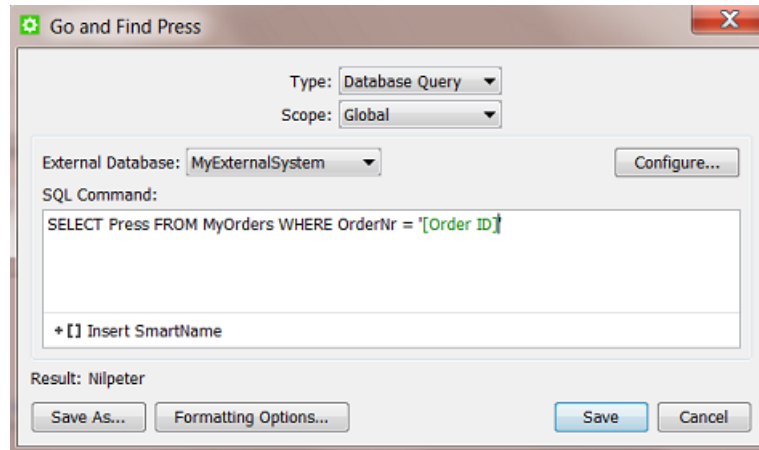 Go and Find Press
X
Type: Database Query
Scope: Global
External Database: MyExternalSystem Configure...
SQL Command:
SELECT Press FROM MyOrders WHERE OrderNr = '[Order ID]'
+[] Insert SmartName
Result: Nilpeter
Save As... Formatting Options... Save Cancel